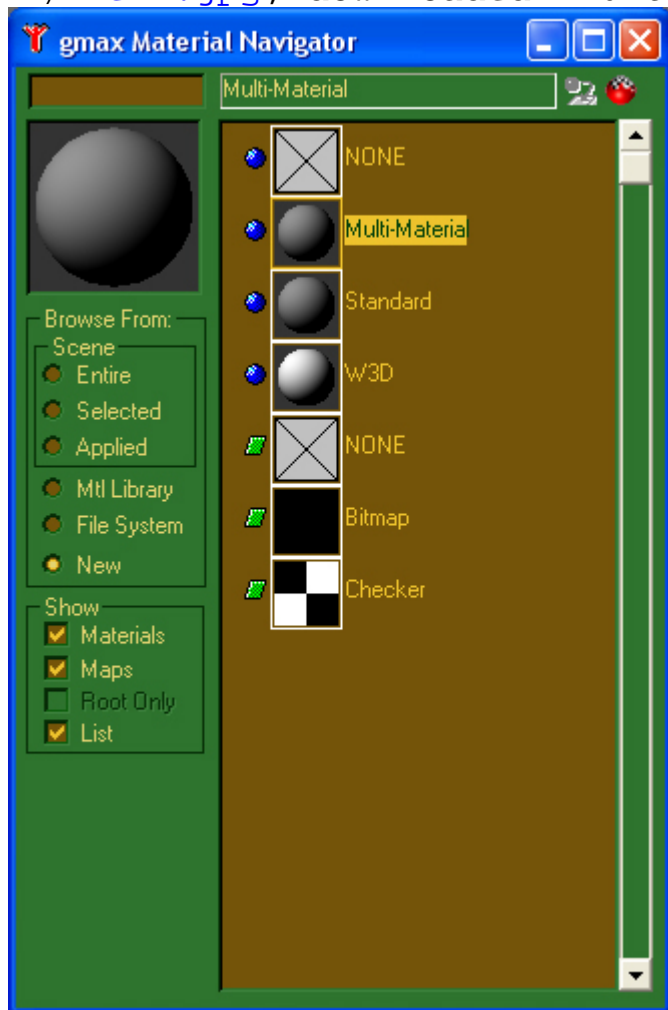 gmax Material Navigator
Multi-Material
NONE
Multi-Material
Standard
W3D
NONE
Bitmap
Checker
Browse From:
Scene
Entire
Selected
Applied
Mtl Library
File System
New
Show
Materials
Maps
Root Only
List